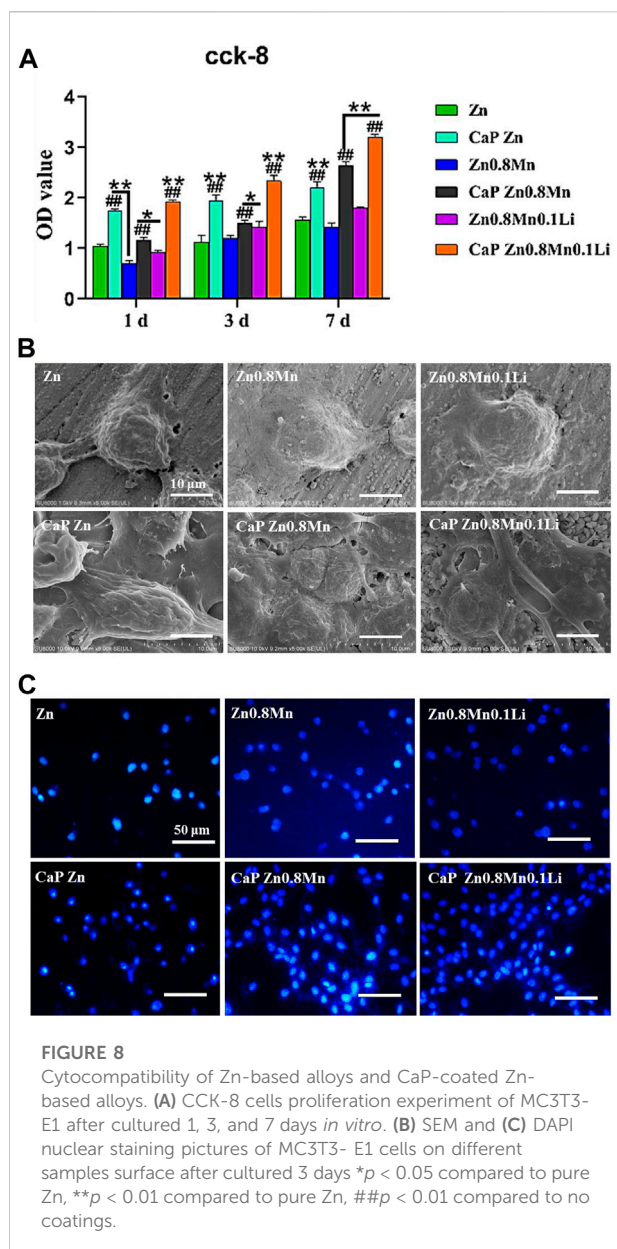 A
cck-8
OD value
4
3
2
1
0
## ** ## * ** ##
** ## ## * ** ##
** ## ## ** ##
1 d
3 d
7 d
Zn
CaP Zn
Zn0.8Mn
CaP Zn0.8Mn
Zn0.8Mn0.1Li
CaP Zn0.8Mn0.1Li
B
Zn
Zn0.8Mn
Zn0.8Mn0.1Li
10 μm
CaP Zn
CaP Zn0.8Mn
CaP Zn0.8Mn0.1Li
C
Zn
Zn0.8Mn
Zn0.8Mn0.1Li
50 μm
CaP Zn
CaP Zn0.8Mn
CaP Zn0.8Mn0.1Li
FIGURE 8
Cytocompatibility of Zn-based alloys and CaP-coated Zn-
based alloys. (A) CCK-8 cells proliferation experiment of MC3T3-
E1 after cultured 1, 3, and 7 days in vitro. (B) SEM and (C) DAPI
nuclear staining pictures of MC3T3- E1 cells on different
samples surface after cultured 3 days *p < 0.05 compared to pure
Zn, **p < 0.01 compared to pure Zn, ##p < 0.01 compared to no
coatings.